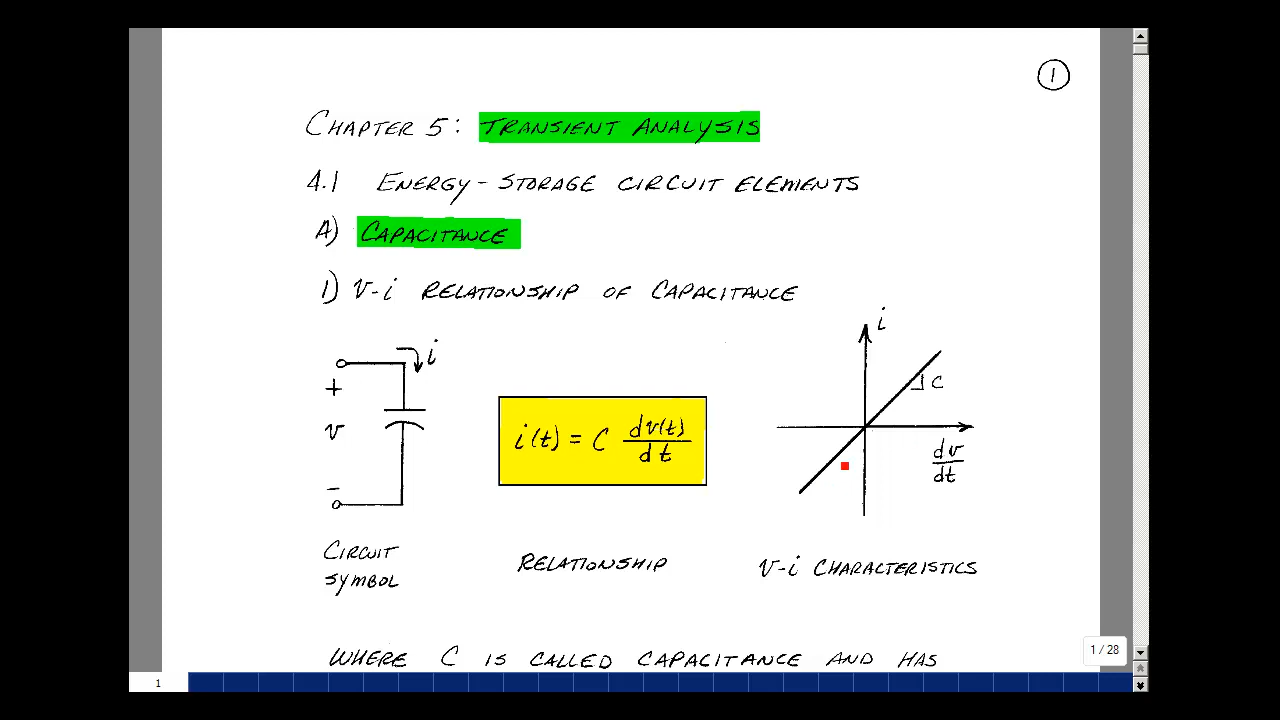 1
CHAPTER 5: TRANSIENT ANALYSIS
4.1 ENERGY-STORAGE CIRCUIT ELEMENTS
A) CAPACITANCE
1) v-i RELATIONSHIP OF CAPACITANCE
i
+
v
−
i(t) = C dv(t)/dt
i
C
dv/dt
CIRCUIT SYMBOL
RELATIONSHIP
v-i CHARACTERISTICS
WHERE C IS CALLED CAPACITANCE AND HAS
1 / 28
1